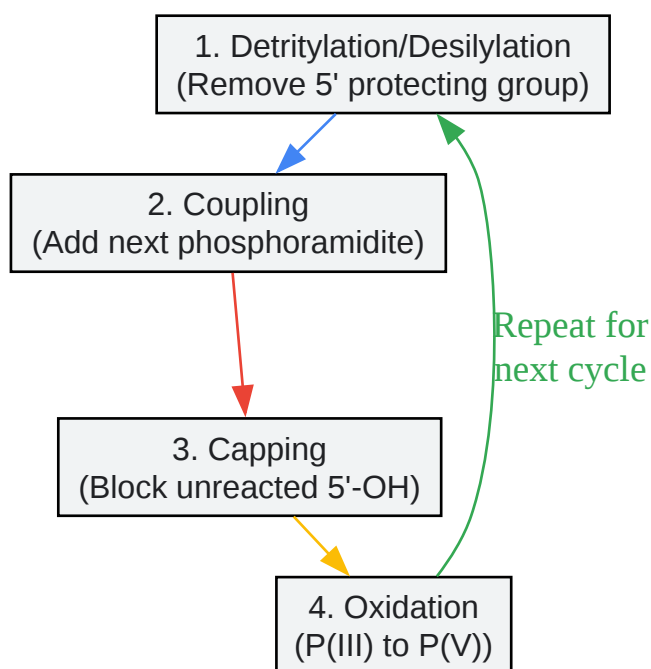 1. Detritylation/Desilylation
(Remove 5' protecting group)
2. Coupling
(Add next phosphoramidite)
Repeat for
next cycle
3. Capping
(Block unreacted 5'-OH)
4. Oxidation
(P(III) to P(V))